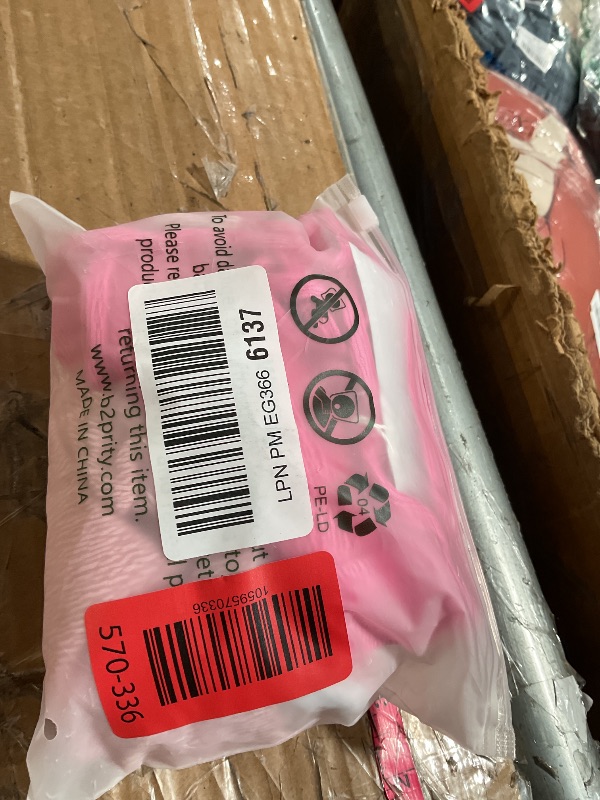 To avoid d
b
Please re
produ
returning this item.
www.b2prity.com
MADE IN CHINA
LPN PM EG366 6137
04
PE-LD
1059570336
570-336